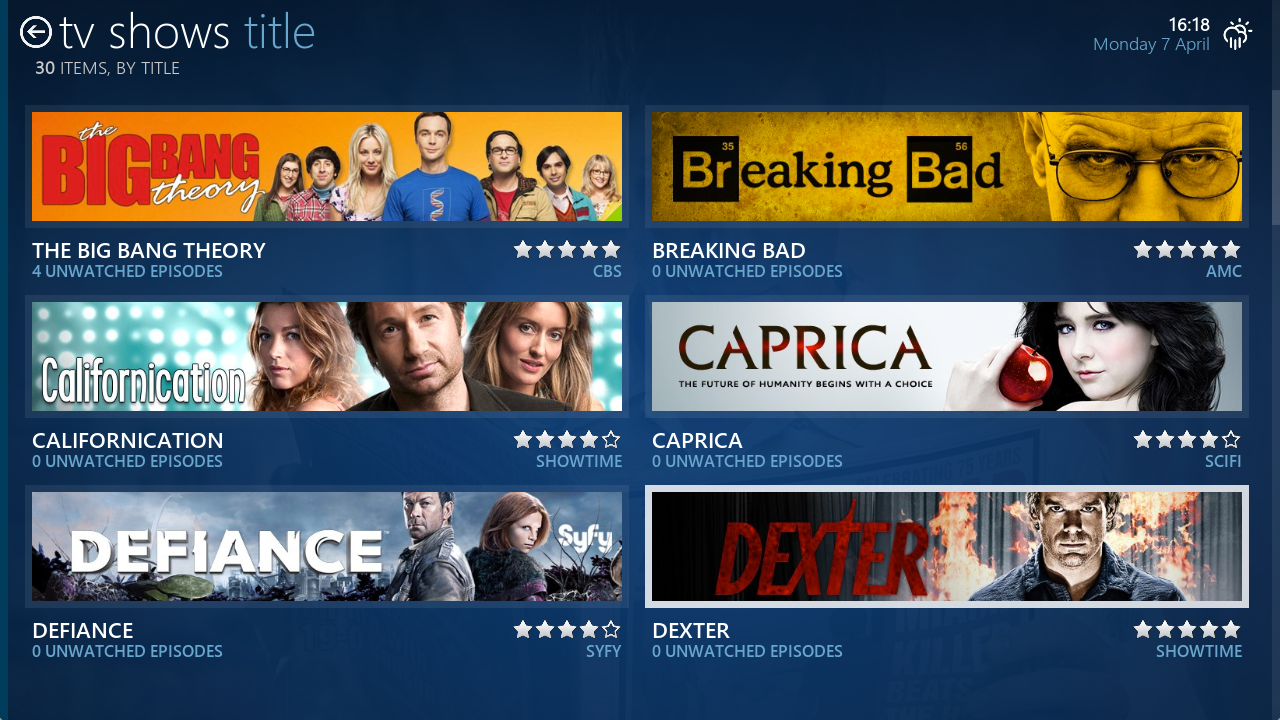 tv shows title
30 ITEMS, BY TITLE
16:18
Monday 7 April
the
BIG BANG
theory
THE BIG BANG THEORY
4 UNWATCHED EPISODES
CBS
35 56
Breaking Bad
BREAKING BAD
0 UNWATCHED EPISODES
AMC
Californication
CALIFORNICATION
0 UNWATCHED EPISODES
SHOWTIME
CAPRICA
THE FUTURE OF HUMANITY BEGINS WITH A CHOICE
CAPRICA
0 UNWATCHED EPISODES
SCIFI
DEFIANCE
Syfy
DEFIANCE
0 UNWATCHED EPISODES
SYFY
DEXTER
DEXTER
0 UNWATCHED EPISODES
SHOWTIME